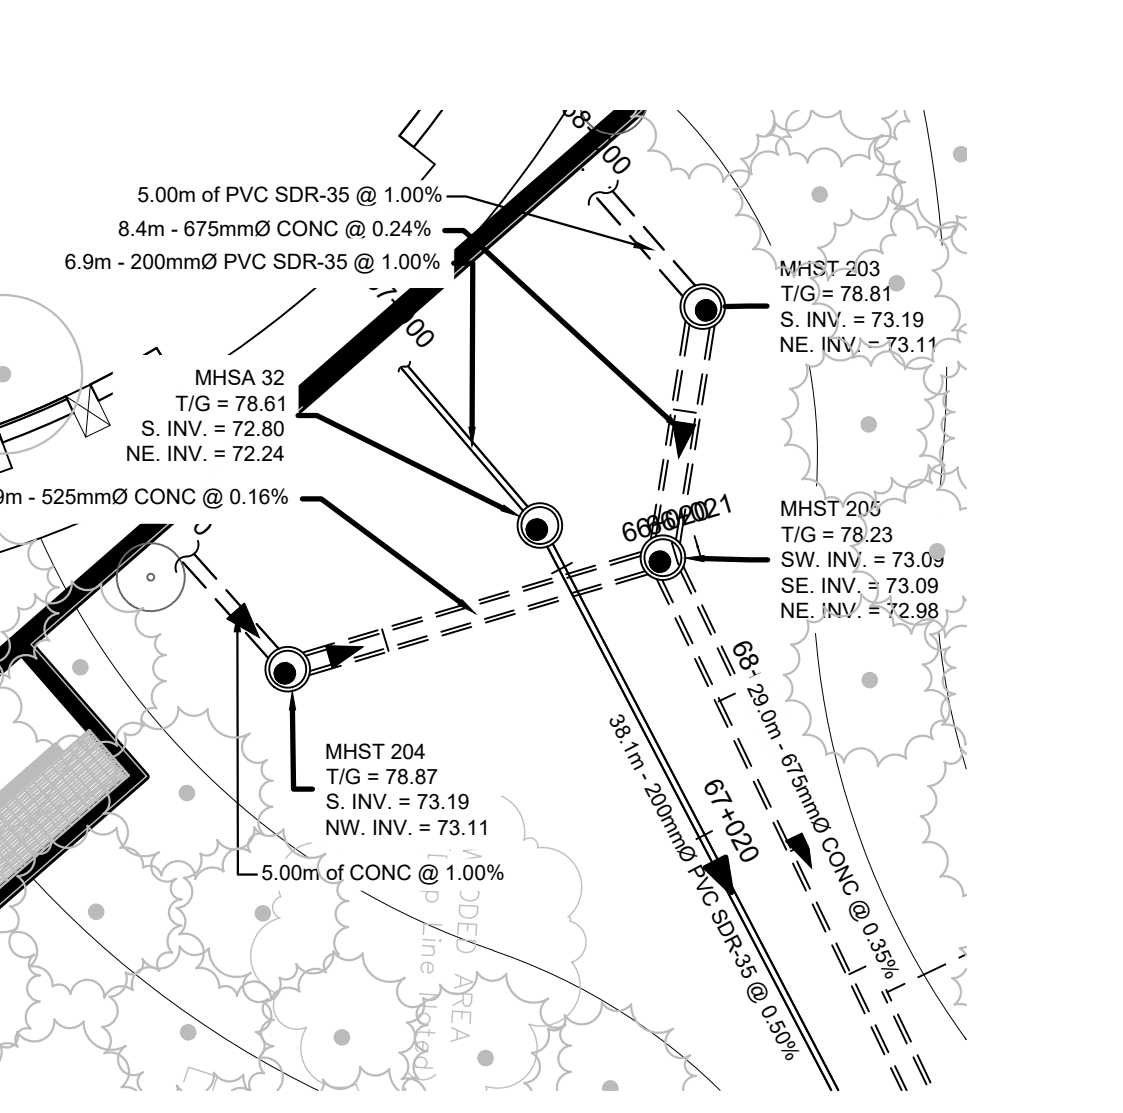 5.00m of PVC SDR-35 @ 1.00%
8.4m - 675mmØ CONC @ 0.24%
6.9m - 200mmØ PVC SDR-35 @ 1.00%
MHST 203
T/G = 78.81
S. INV. = 73.19
NE. INV. = 73.11
MHSA 32
T/G = 78.61
S. INV. = 72.80
NE. INV. = 72.24
9m - 525mmØ CONC @ 0.16%
MHST 205
T/G = 78.23
SW. INV. = 73.09
SE. INV. = 73.09
NE. INV. = 72.98
29.0m - 675mmØ CONC @ 0.35%
67+020
38.1m - 200mmØ PVC SDR-35 @ 0.50%
MHST 204
T/G = 78.87
S. INV. = 73.19
NW. INV. = 73.11
5.00m of CONC @ 1.00%
AREA
Line Noted)